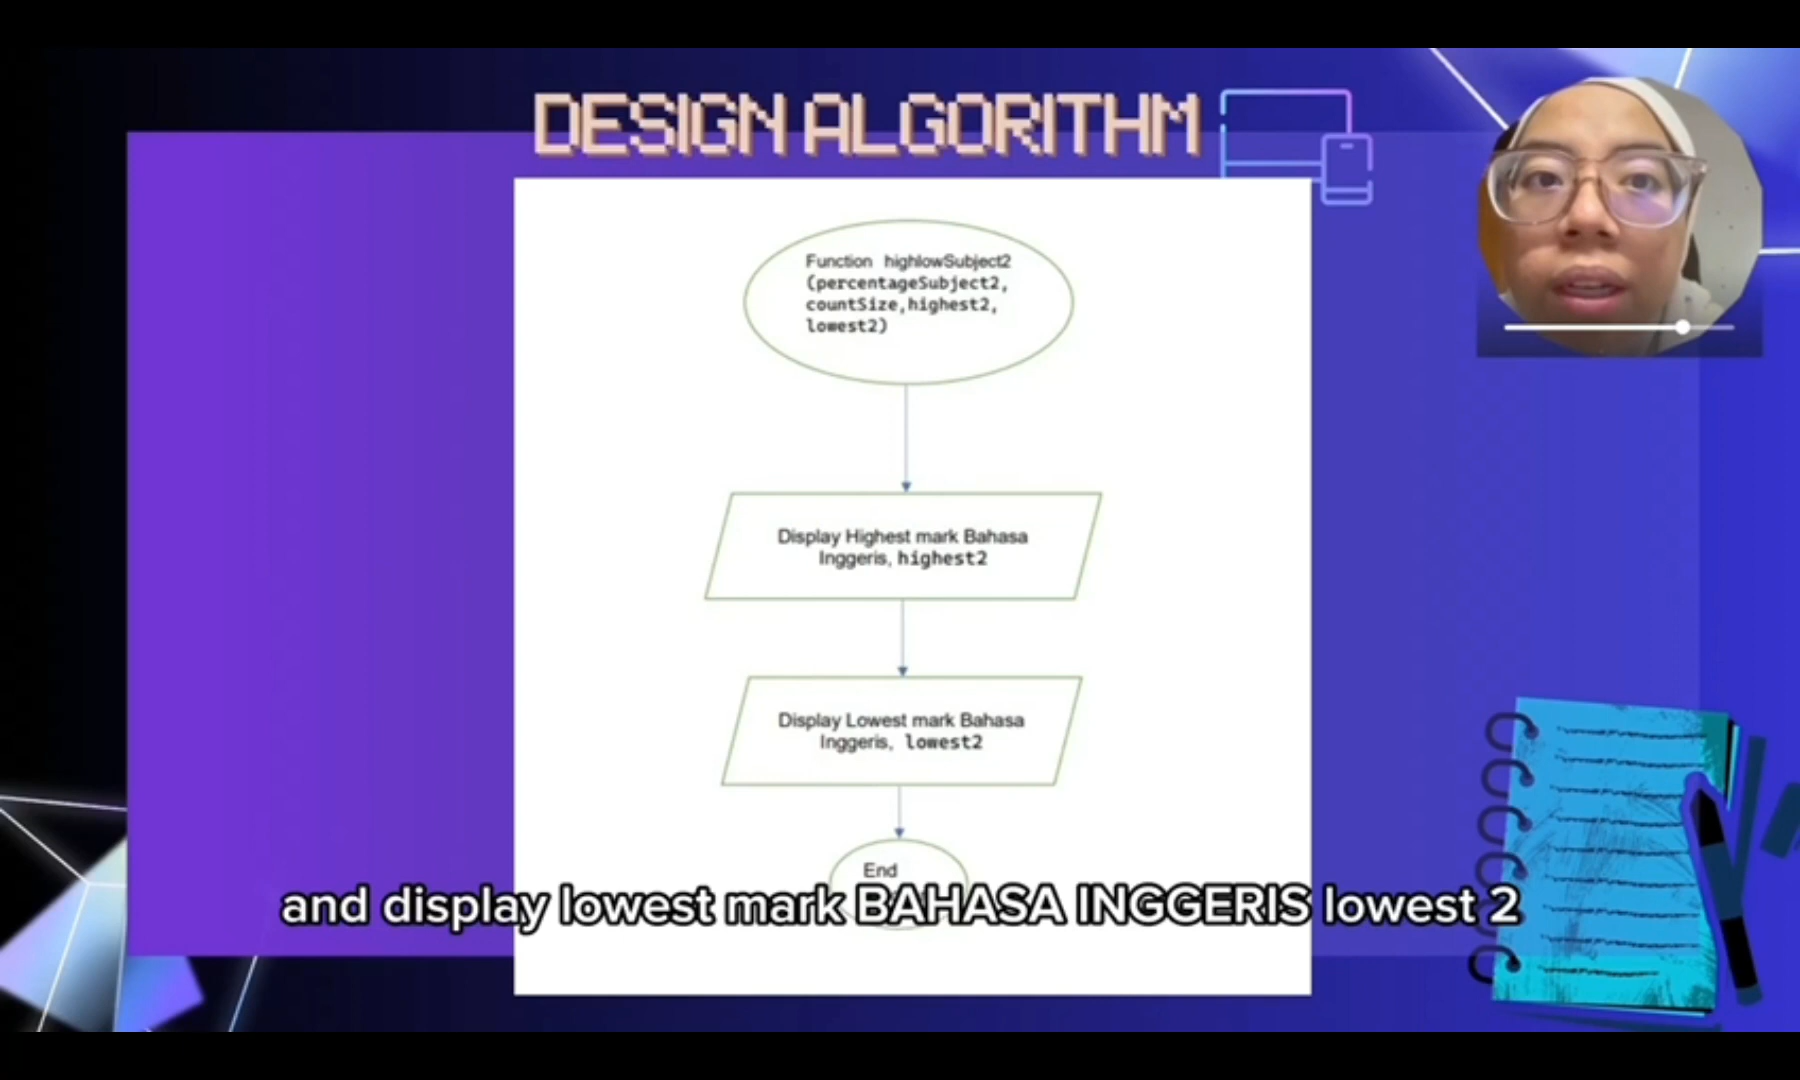 DESIGN ALGORITHM
Function highlowSubject2
(percentageSubject2,
countSize,highest2,
lowest2)
Display Highest mark Bahasa
Inggeris, highest2
Display Lowest mark Bahasa
Inggeris, lowest2
End
and display lowest mark BAHASA INGGERIS lowest 2